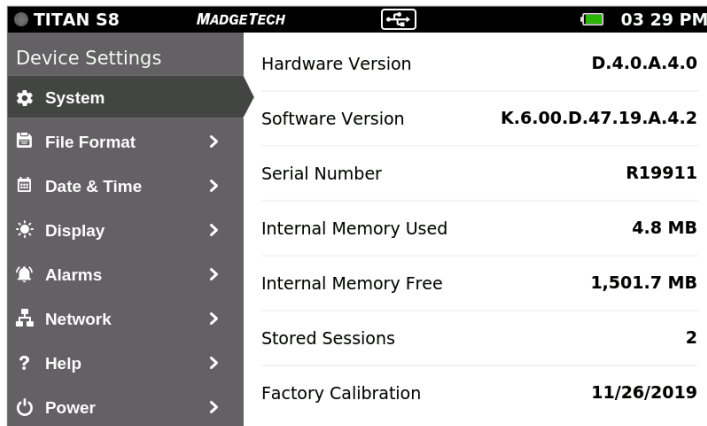 TITAN S8 MADGETECH 03 29 PM
Device Settings
System
File Format
Date & Time
Display
Alarms
Network
? Help
Power
Hardware Version D.4.0.A.4.0
Software Version K.6.00.D.47.19.A.4.2
Serial Number R19911
Internal Memory Used 4.8 MB
Internal Memory Free 1,501.7 MB
Stored Sessions 2
Factory Calibration 11/26/2019